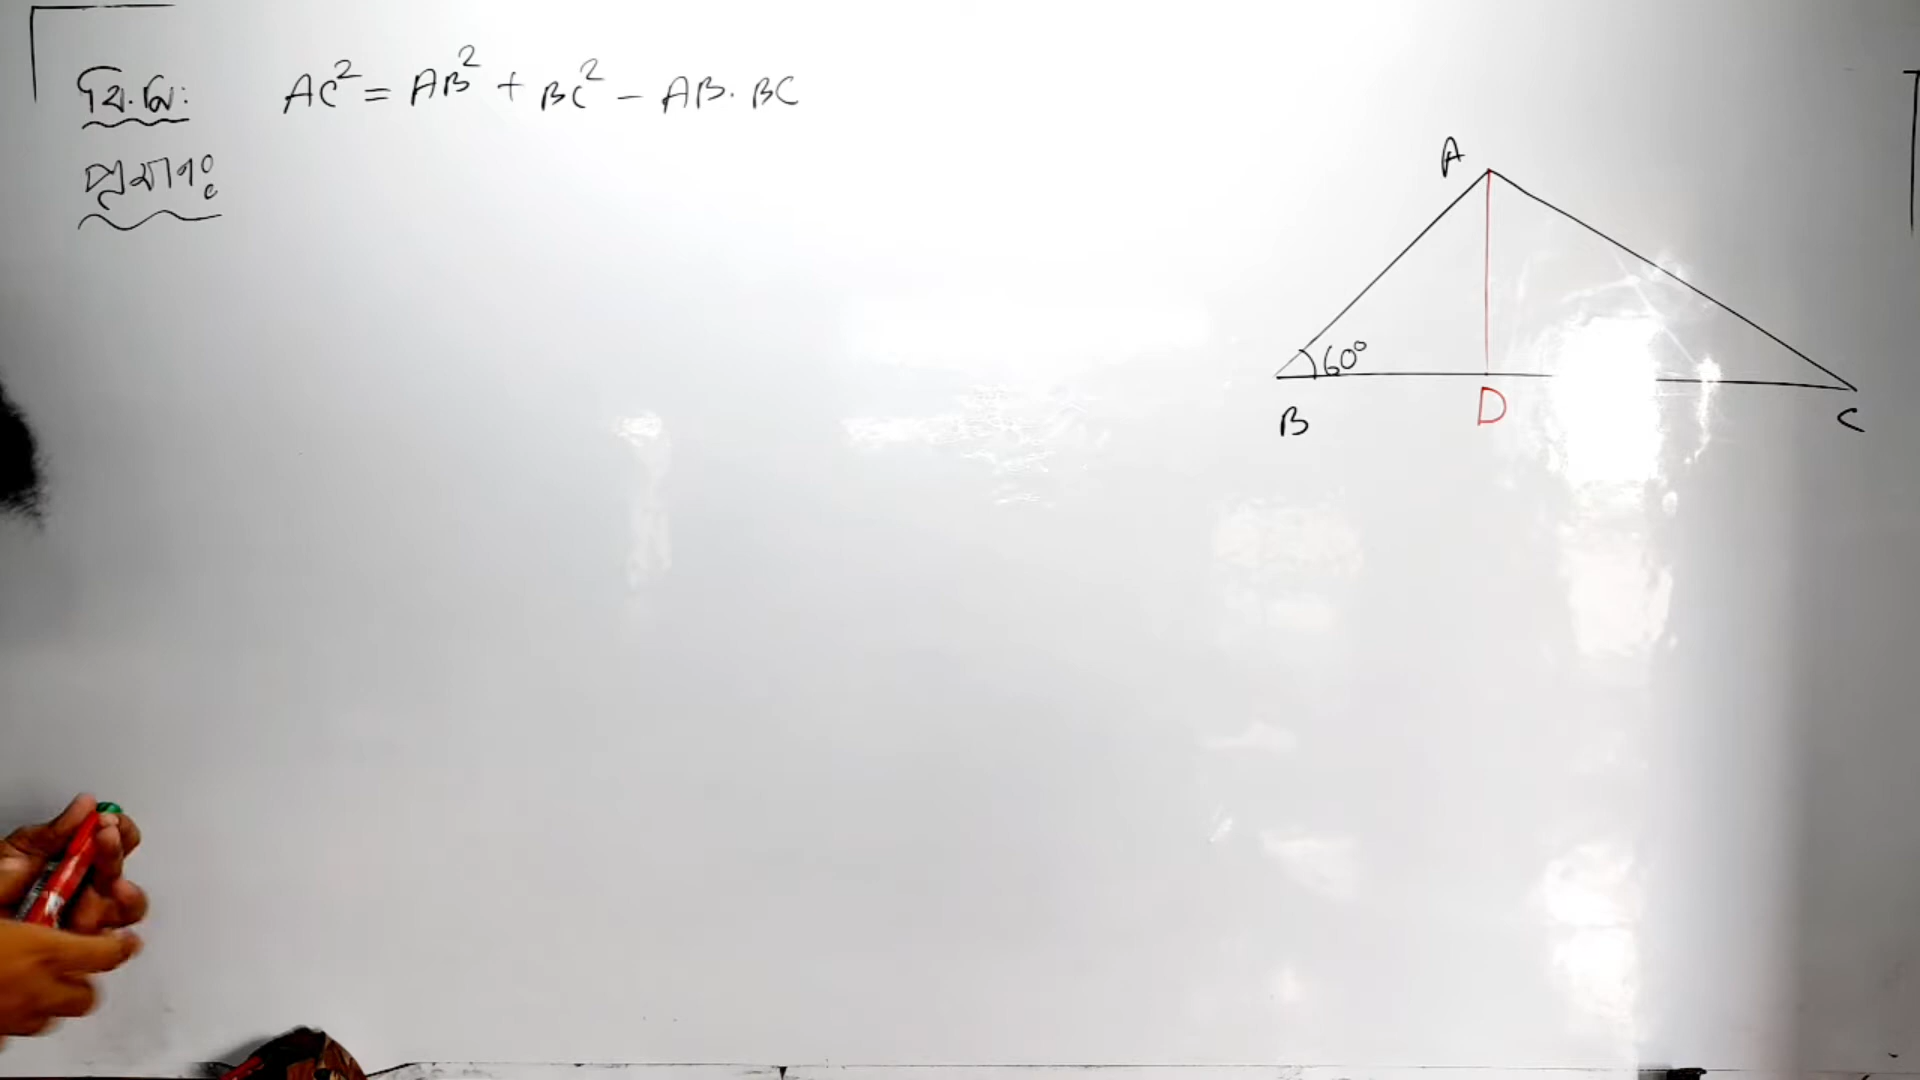 বি.নি: AC² = AB² + BC² - AB. BC
প্রমাণঃ
A
60°
B D C